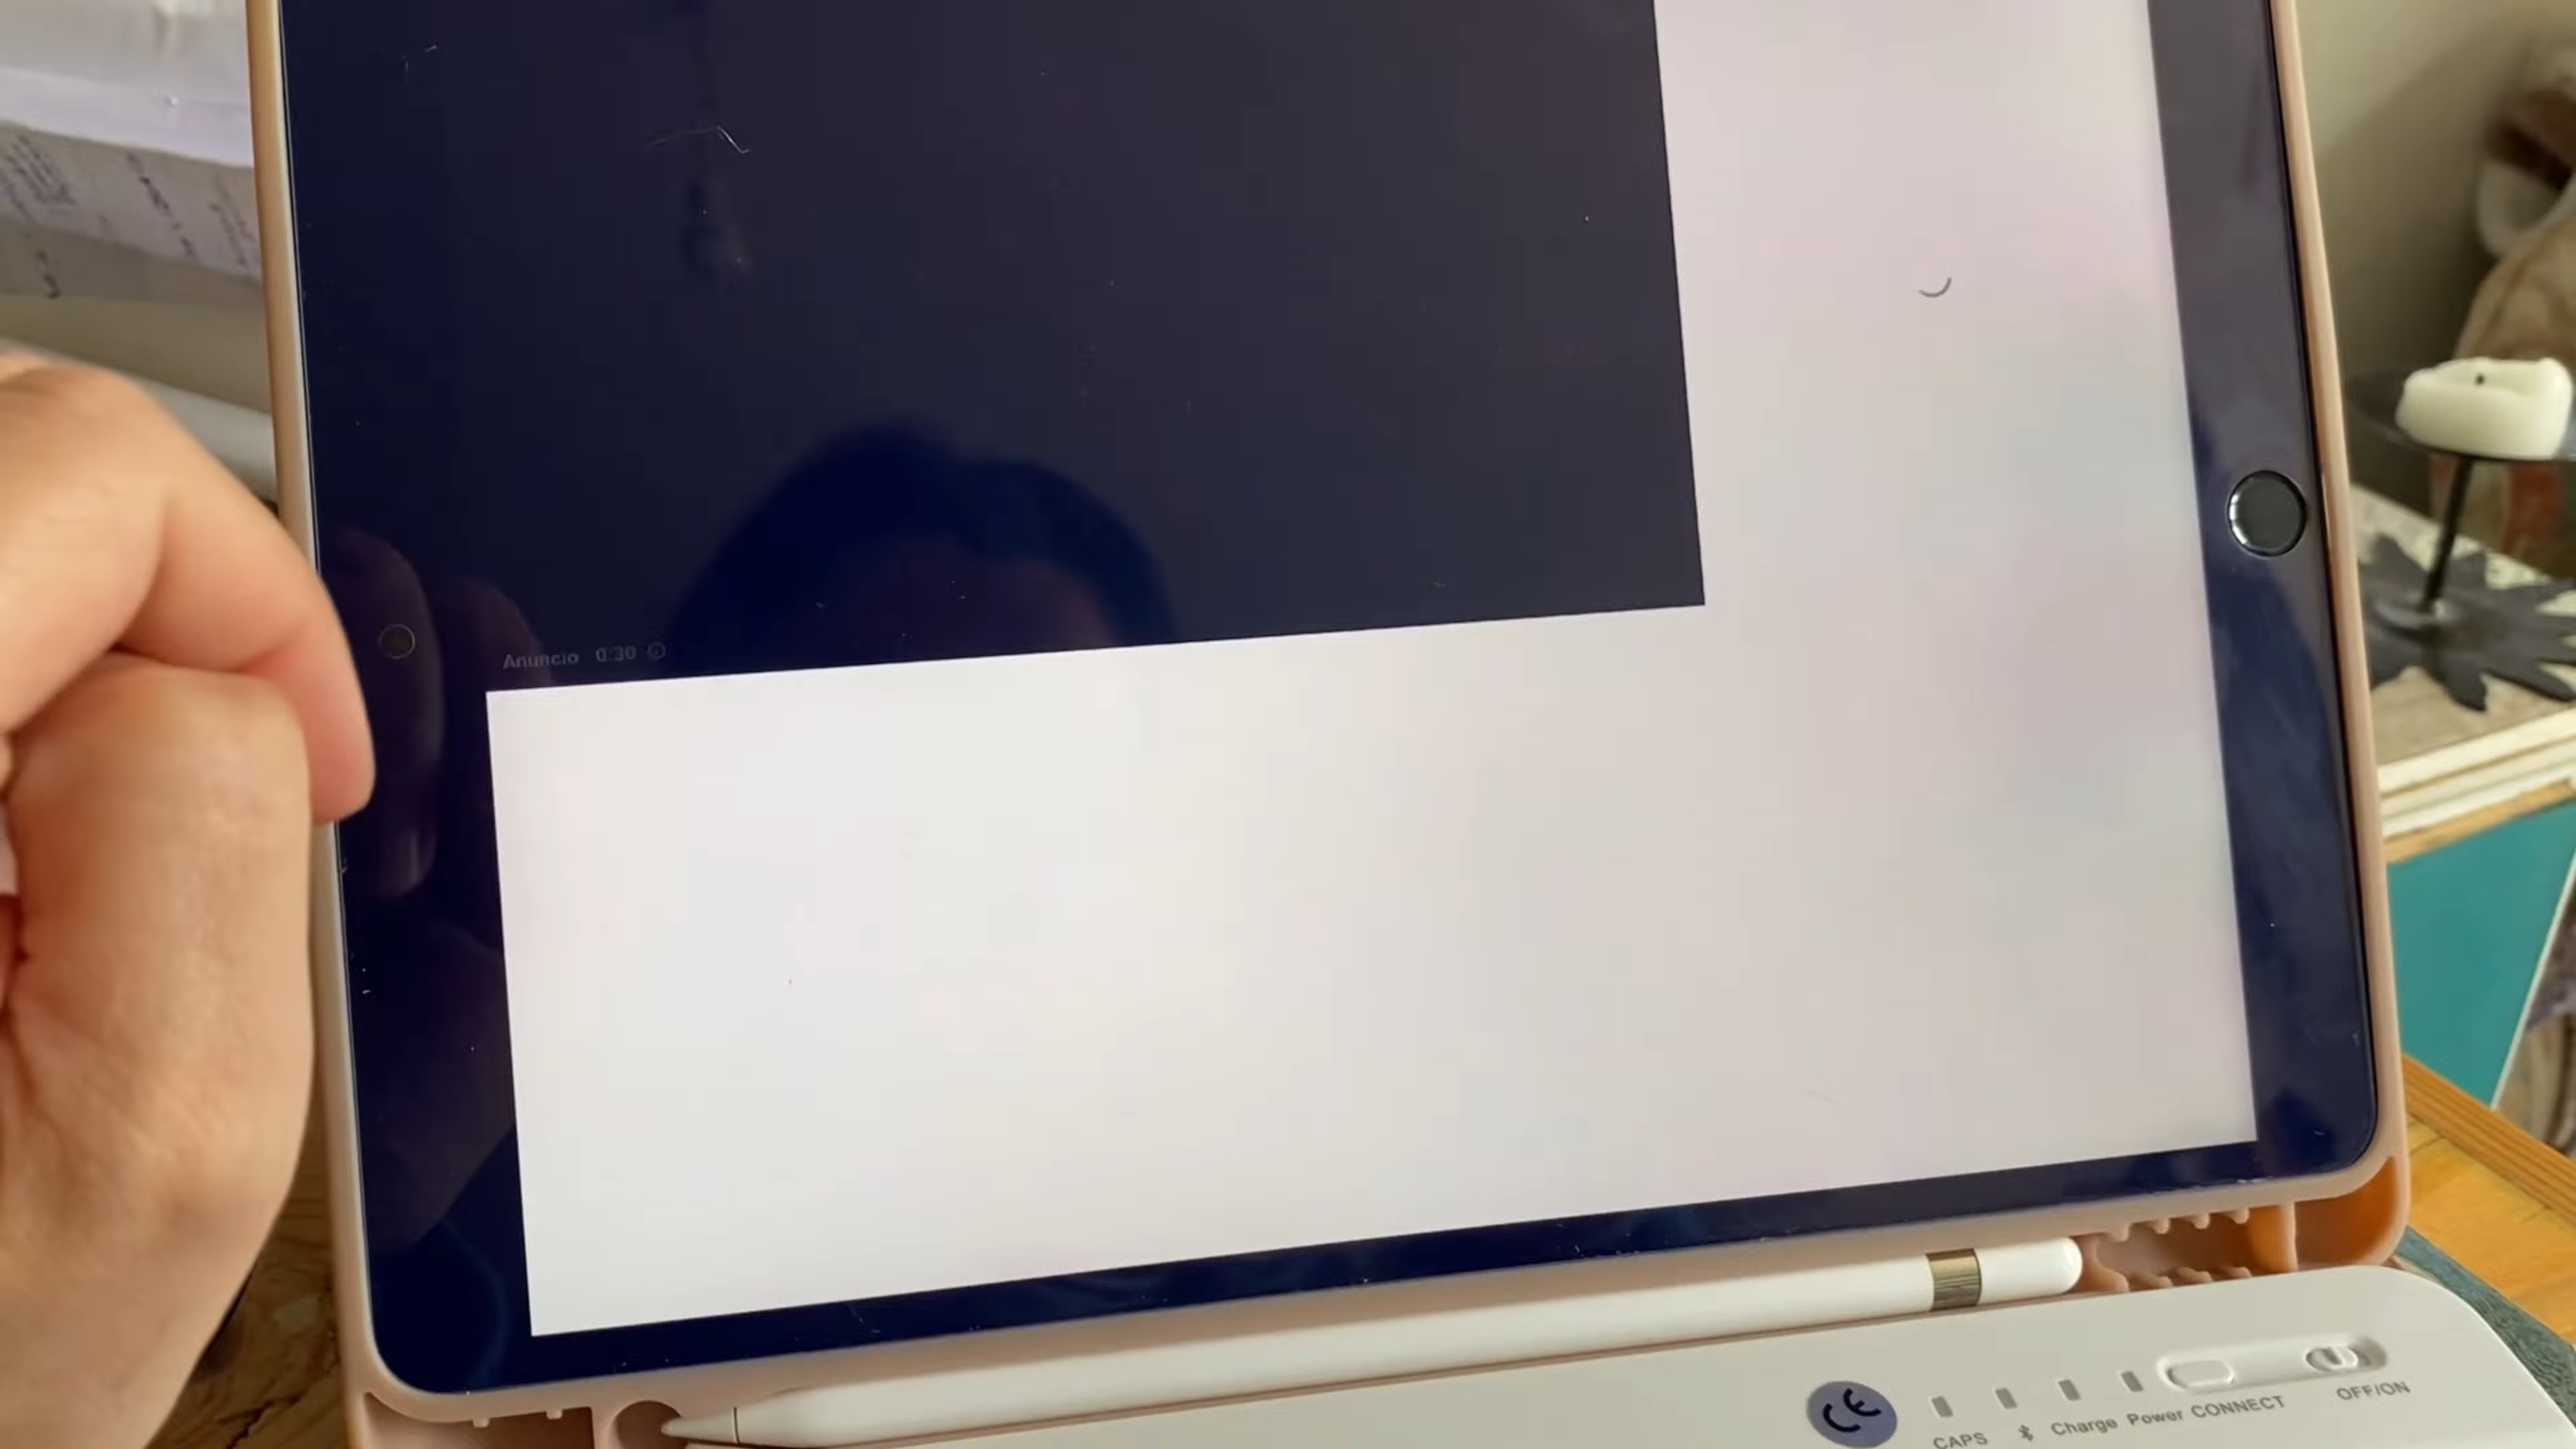 Anuncio · 0:30
CE
CAPS
Charge
Power
CONNECT
OFF/ON